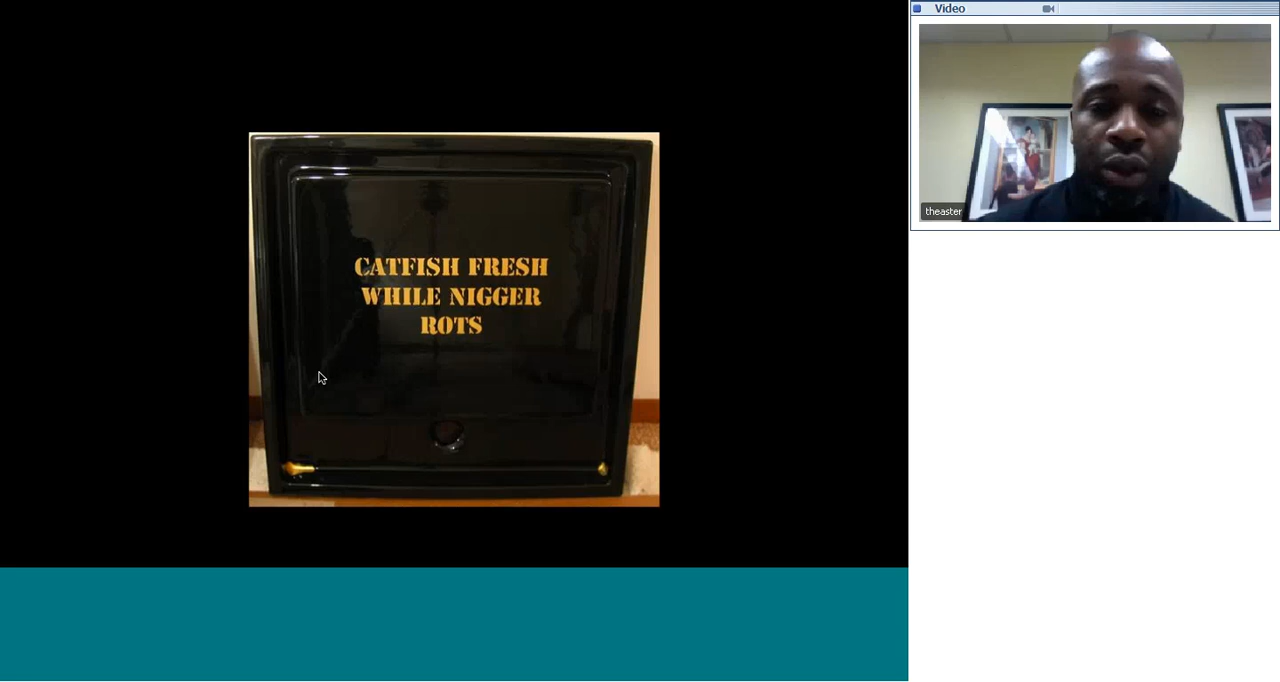 Video
theaster
CATFISH FRESH
WHILE NIGGER
ROTS